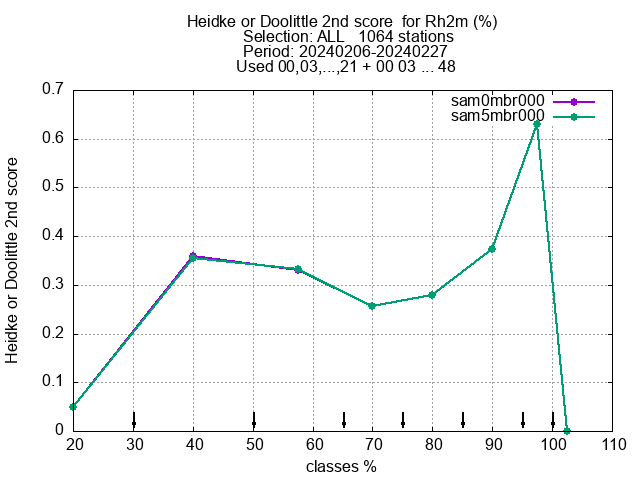 Heidke or Doolittle 2nd score  for Rh2m (%)
Selection: ALL   1064 stations
Period: 20240206-20240227
Used 00,03,...,21 + 00 03 ... 48
sam0mbr000
sam5mbr000
Heidke or Doolittle 2nd score
0.7
0.6
0.5
0.4
0.3
0.2
0.1
0
20 30 40 50 60 70 80 90 100 110
classes %